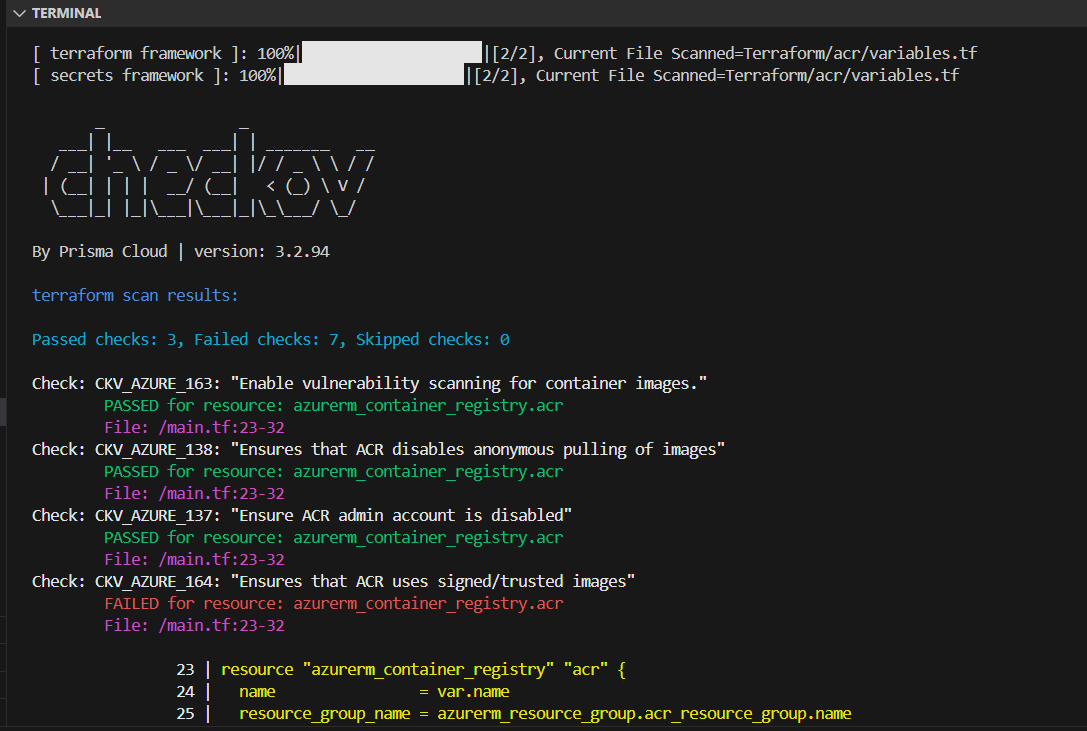 TERMINAL
[ terraform framework ]: 100%|████████████████████|[2/2], Current File Scanned=Terraform/acr/variables.tf
[ secrets framework ]: 100%|████████████████████|[2/2], Current File Scanned=Terraform/acr/variables.tf
       _               _
   ___| |__   ___  ___| | _______   __
  / __| '_ \ / _ \/ __| |/ / _ \ \ / /
 | (__| | | |  __/ (__|   < (_) \ V /
  \___|_| |_|\___|\___|_|\_\___/ \_/
By Prisma Cloud | version: 3.2.94
terraform scan results:
Passed checks: 3, Failed checks: 7, Skipped checks: 0
Check: CKV_AZURE_163: "Enable vulnerability scanning for container images."
PASSED for resource: azurerm_container_registry.acr
File: /main.tf:23-32
Check: CKV_AZURE_138: "Ensures that ACR disables anonymous pulling of images"
PASSED for resource: azurerm_container_registry.acr
File: /main.tf:23-32
Check: CKV_AZURE_137: "Ensure ACR admin account is disabled"
PASSED for resource: azurerm_container_registry.acr
File: /main.tf:23-32
Check: CKV_AZURE_164: "Ensures that ACR uses signed/trusted images"
FAILED for resource: azurerm_container_registry.acr
File: /main.tf:23-32
23 | resource "azurerm_container_registry" "acr" {
24 |   name                = var.name
25 |   resource_group_name = azurerm_resource_group.acr_resource_group.name